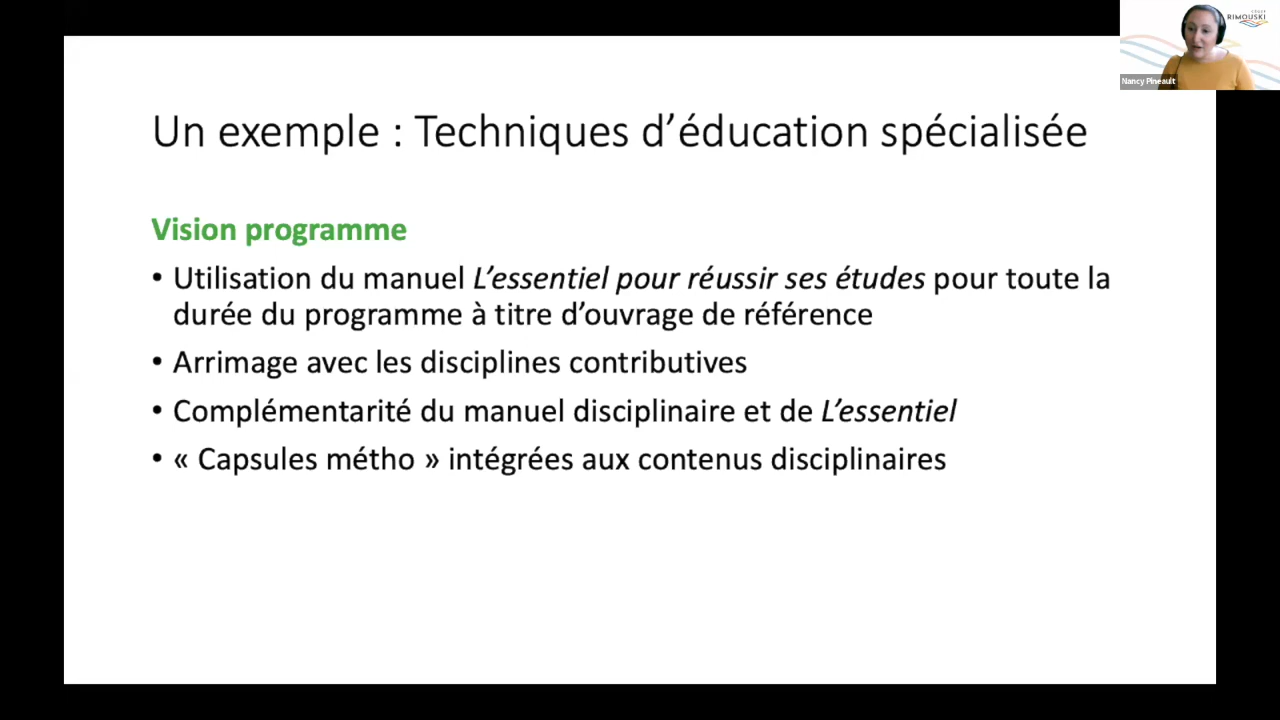 CÉGEP
RIMOUSKI
Nancy Pineault
Un exemple : Techniques d’éducation spécialisée
Vision programme
• Utilisation du manuel L’essentiel pour réussir ses études pour toute la
durée du programme à titre d’ouvrage de référence
• Arrimage avec les disciplines contributives
• Complémentarité du manuel disciplinaire et de L’essentiel
• « Capsules métho » intégrées aux contenus disciplinaires